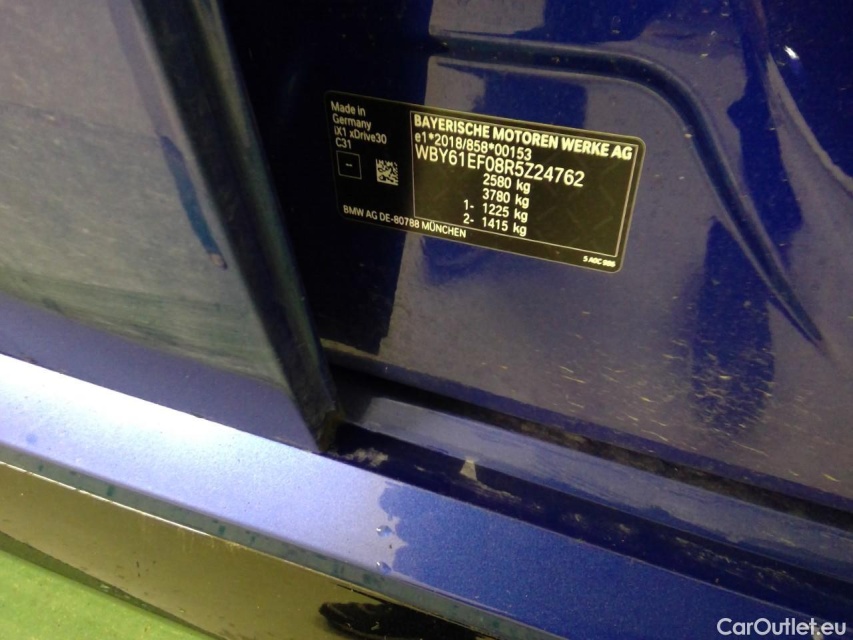 Made in
Germany
iX1 xDrive30
C31
BMW AG DE-80788 MÜNCHEN
BAYERISCHE MOTOREN WERKE AG
e1*2018/858*00153
WBY61EF08R5Z24762
2580 kg
3780 kg
1- 1225 kg
2- 1415 kg
CarOutlet.eu